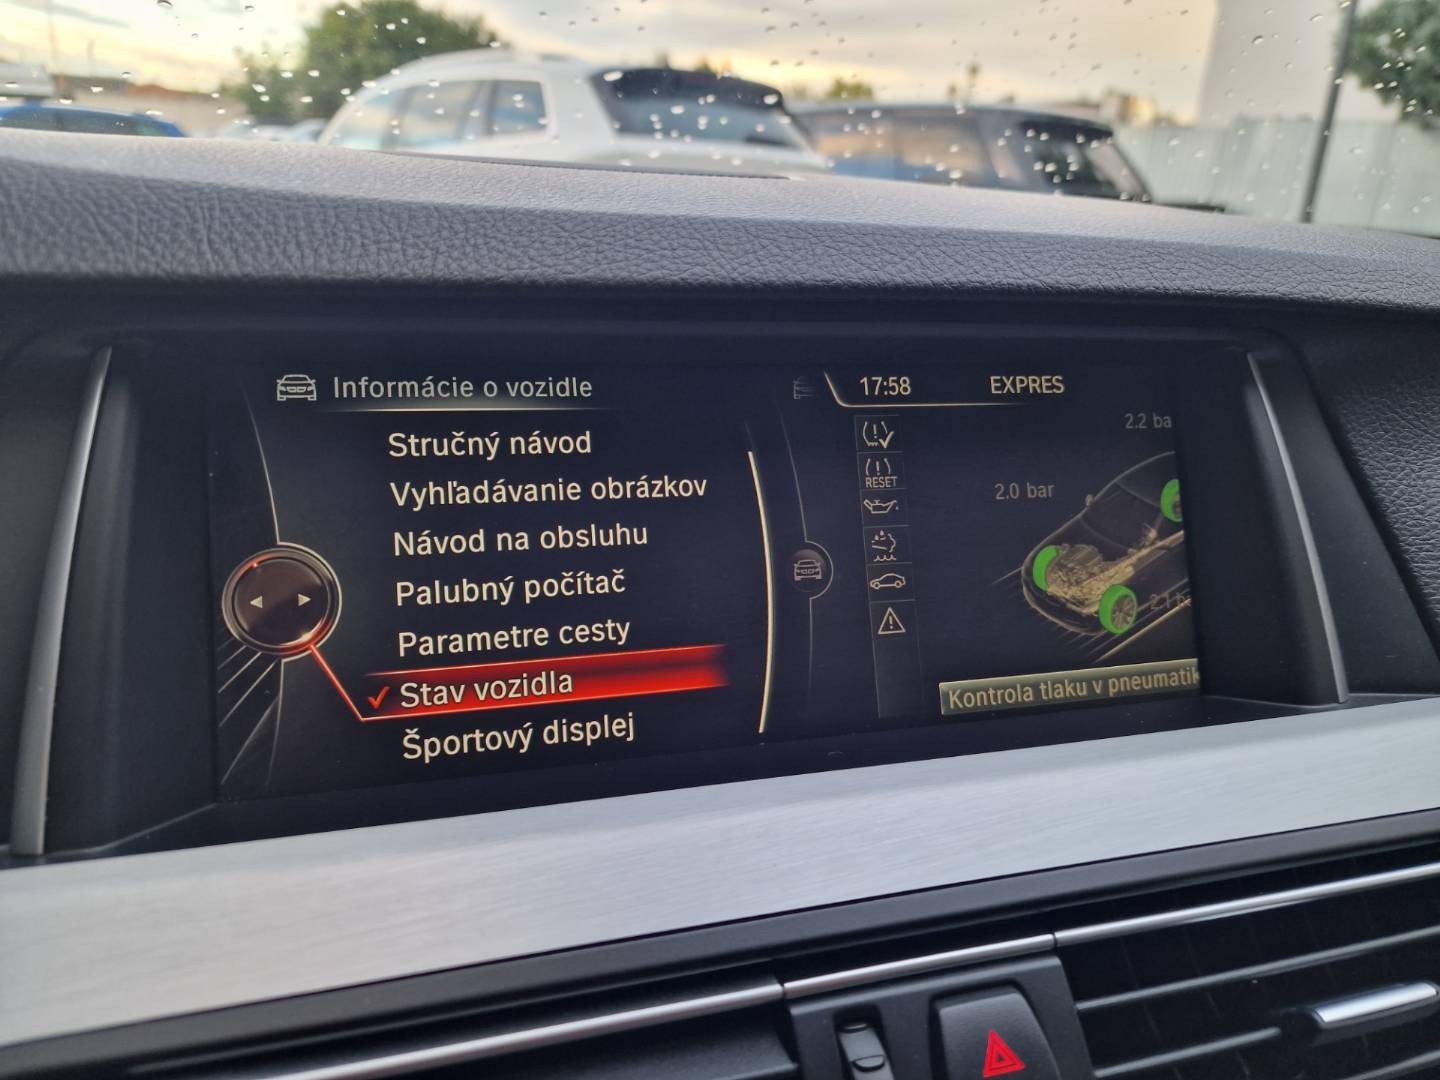 Informácie o vozidle
Stručný návod
Vyhľadávanie obrázkov
Návod na obsluhu
Palubný počítač
Parametre cesty
Stav vozidla
Športový displej
17:58 EXPRES
RESET
2.2 ba
2.0 bar
Kontrola tlaku v pneumatik